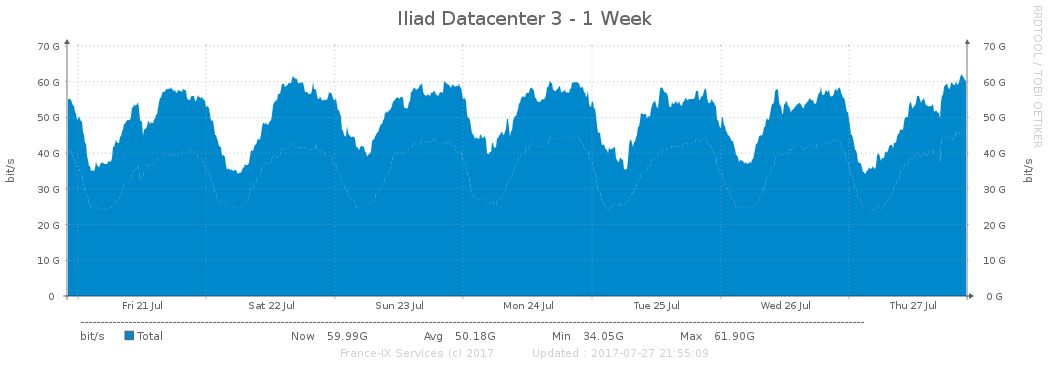 Iliad Datacenter 3 - 1 Week
RRDTOOL / TOBI OETIKER
70 G 70 G
60 G 60 G
50 G 50 G
40 G 40 G
30 G 30 G
20 G 20 G
10 G 10 G
0 0 G
bit/s bit/s
Fri 21 Jul Sat 22 Jul Sun 23 Jul Mon 24 Jul Tue 25 Jul Wed 26 Jul Thu 27 Jul
bit/s Total Now 59.99G Avg 50.18G Min 34.05G Max 61.90G
France-IX Services (c) 2017 Updated : 2017-07-27 21:55:09